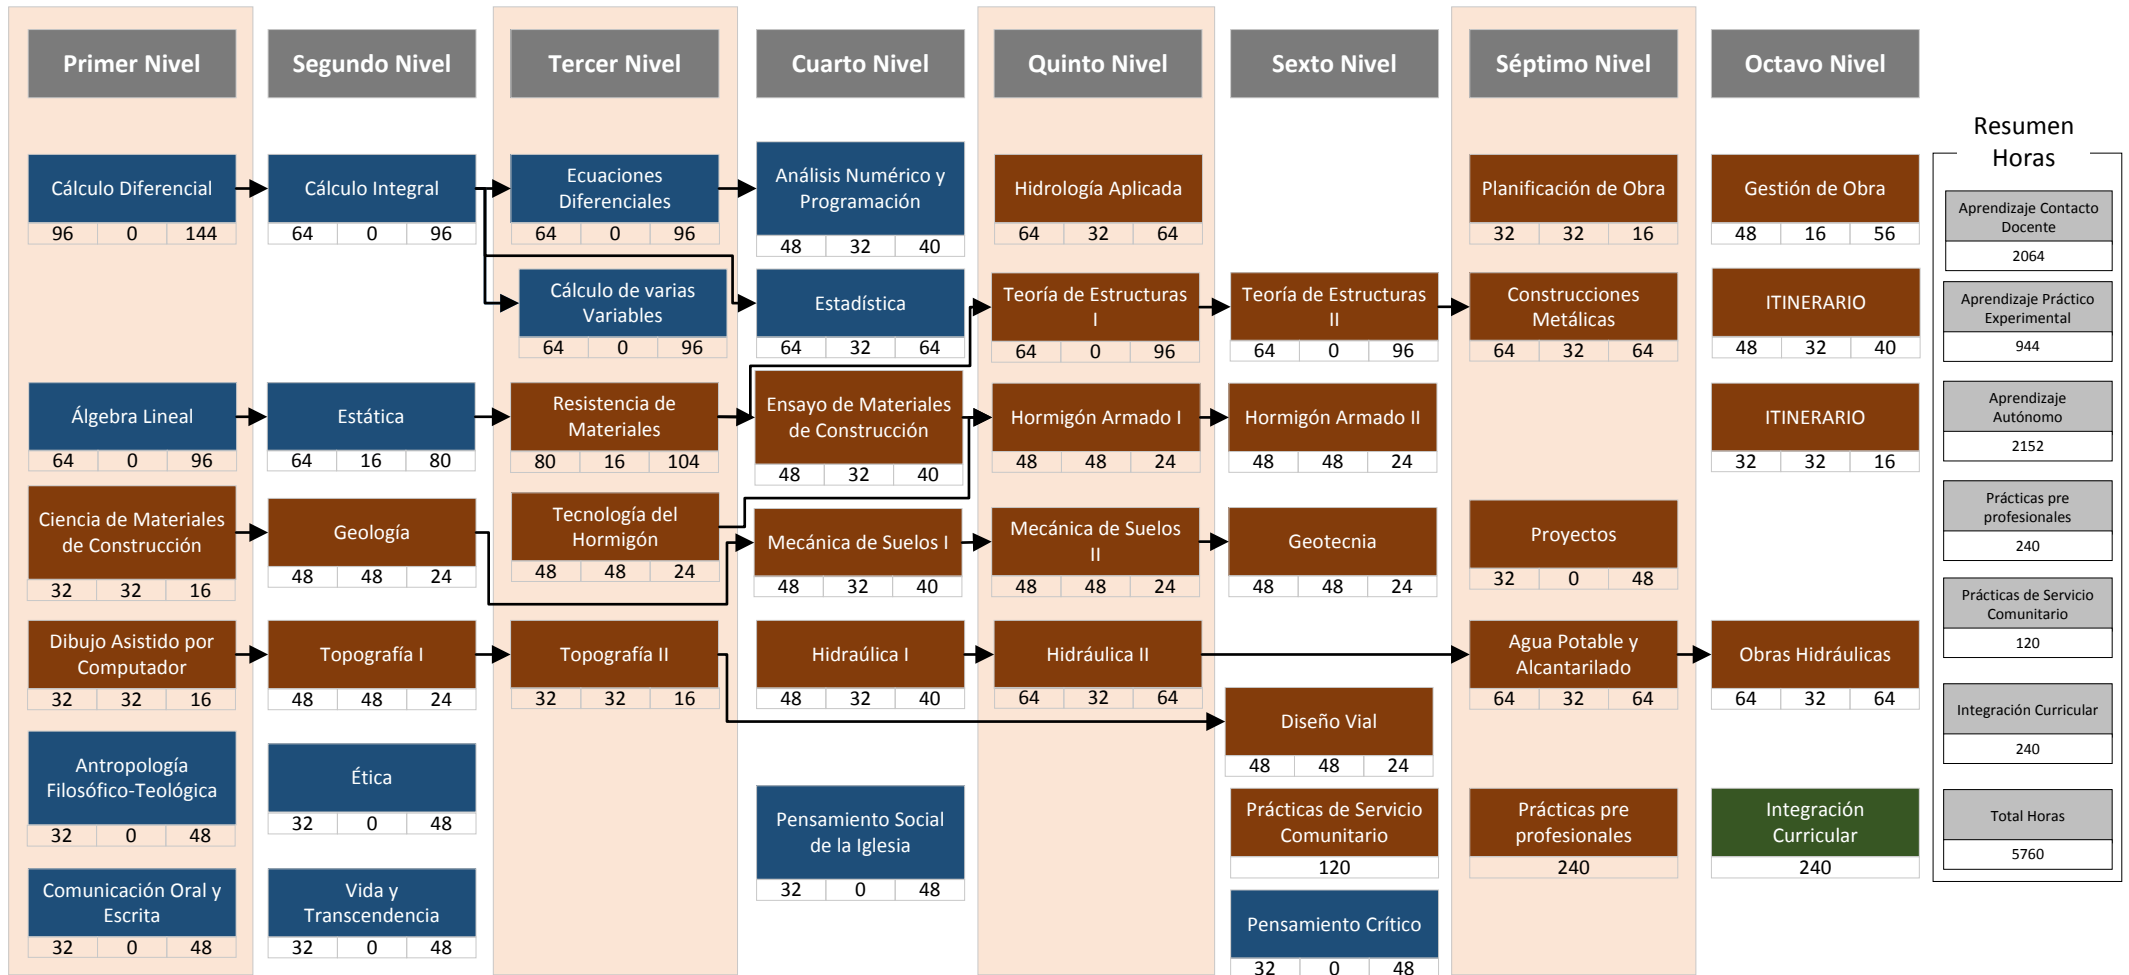 Primer Nivel
Segundo Nivel
Tercer Nivel
Cuarto Nivel
Quinto Nivel
Sexto Nivel
Séptimo Nivel
Octavo Nivel
Cálculo Diferencial
96 0 144
Álgebra Lineal
64 0 96
Ciencia de Materiales
de Construcción
32 32 16
Dibujo Asistido por
Computador
32 32 16
Antropología
Filosófico-Teológica
32 0 48
Comunicación Oral y
Escrita
32 0 48
Cálculo Integral
64 0 96
Estática
64 16 80
Geología
48 48 24
Topografía I
48 48 24
Ética
32 0 48
Vida y
Transcendencia
32 0 48
Ecuaciones
Diferenciales
64 0 96
Cálculo de varias
Variables
64 0 96
Resistencia de
Materiales
80 16 104
Tecnología del
Hormigón
48 48 24
Topografía II
32 32 16
Análisis Numérico y
Programación
48 32 40
Estadística
64 32 64
Ensayo de Materiales
de Construcción
48 32 40
Mecánica de Suelos I
48 32 40
Hidraúlica I
48 32 40
Pensamiento Social
de la Iglesia
32 0 48
Hidrología Aplicada
64 32 64
Teoría de Estructuras
I
64 0 96
Hormigón Armado I
48 48 24
Mecánica de Suelos
II
48 48 24
Hidráulica II
64 32 64
Teoría de Estructuras
II
64 0 96
Hormigón Armado II
48 48 24
Geotecnia
48 48 24
Diseño Vial
48 48 24
Prácticas de Servicio
Comunitario
120
Pensamiento Crítico
32 0 48
Planificación de Obra
32 32 16
Construcciones
Metálicas
64 32 64
Proyectos
32 0 48
Agua Potable y
Alcantarilado
64 32 64
Prácticas pre
profesionales
240
Gestión de Obra
48 16 56
ITINERARIO
48 32 40
ITINERARIO
32 32 16
Obras Hidráulicas
64 32 64
Integración
Curricular
240
Resumen
Horas
Aprendizaje Contacto
Docente
2064
Aprendizaje Práctico
Experimental
944
Aprendizaje
Autónomo
2152
Prácticas pre
profesionales
240
Prácticas de Servicio
Comunitario
120
Integración Curricular
240
Total Horas
5760